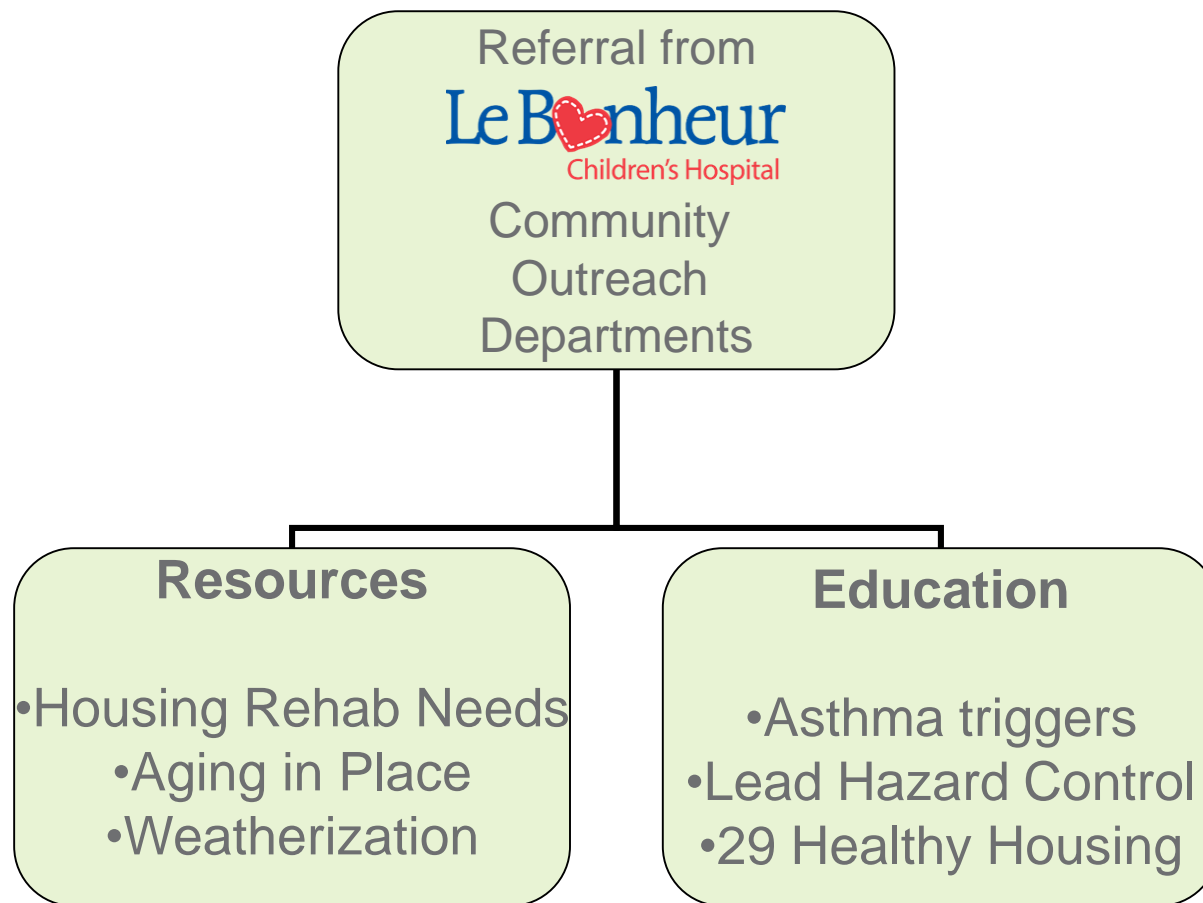 Referral from
Le Bonheur
Children's Hospital
Community
Outreach
Departments
Resources
•Housing Rehab Needs
•Aging in Place
•Weatherization
Education
•Asthma triggers
•Lead Hazard Control
•29 Healthy Housing